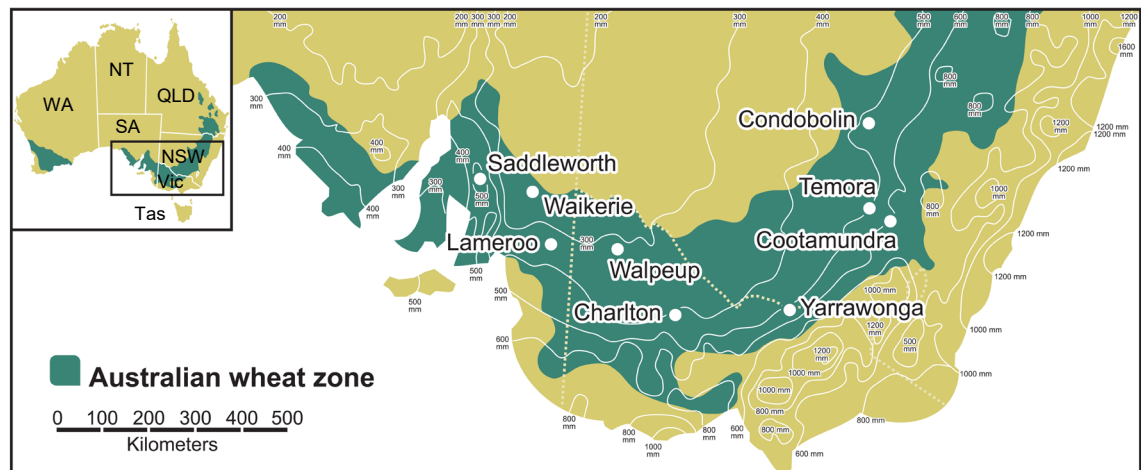 WA
NT
QLD
SA
NSW
Vic
Tas
200 200 300 300 200 200 300 400 500 600 800 800 1000 1200
mm mm mm mm mm mm mm mm mm mm mm mm mm mm
1600
mm
800
mm
800
mm
300
mm
1200
mm
1200 mm
1200
mm
400
mm
400
mm
400
mm
300
mm
300
mm
400
mm
500
mm
Condobolin
Saddleworth
Temora
Waikerie
1000
mm
800
mm
Cootamundra
1200 mm
Lameroo
300
mm
Walpeup
500
mm
500
mm
500
mm
1200 mm
1000 mm
Charlton
Yarrawonga
1200
mm
1000 mm
500
mm
600
mm
1200
mm
1000 mm
1000 mm
1000 mm
800 mm
800 mm
800 mm
800
mm
800
mm
1000
mm
800
mm
600
mm
600 mm
Australian wheat zone
0 100 200 300 400 500
Kilometers